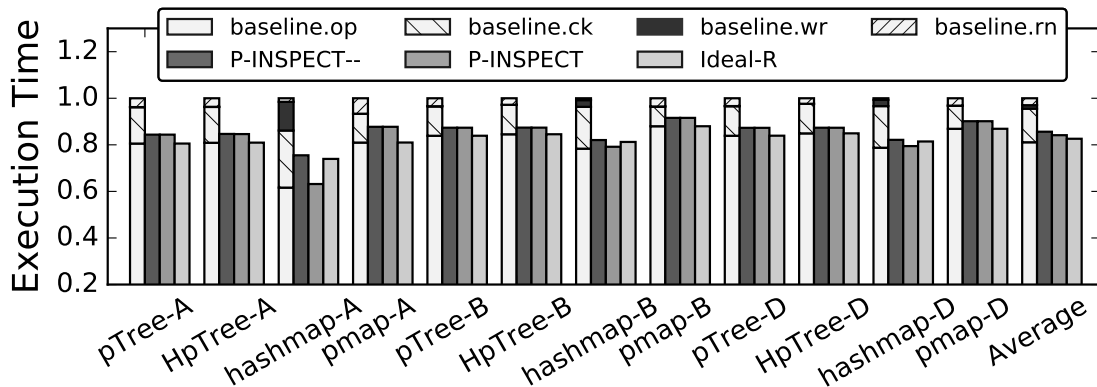 baseline.op baseline.ck baseline.wr baseline.rn
P-INSPECT-- P-INSPECT Ideal-R
Execution Time
1.2
1.0
0.8
0.6
0.4
0.2
pTree-A HpTree-A hashmap-A pmap-A pTree-B HpTree-B hashmap-B pmap-B pTree-D HpTree-D hashmap-D pmap-D Average